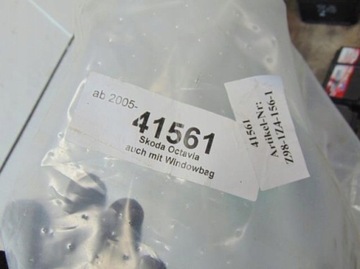 ab 2005-
41561
Skoda Octavia
auch mit Windowbag
41561
Artikel-Nr:
Z98-1Z4-156-1